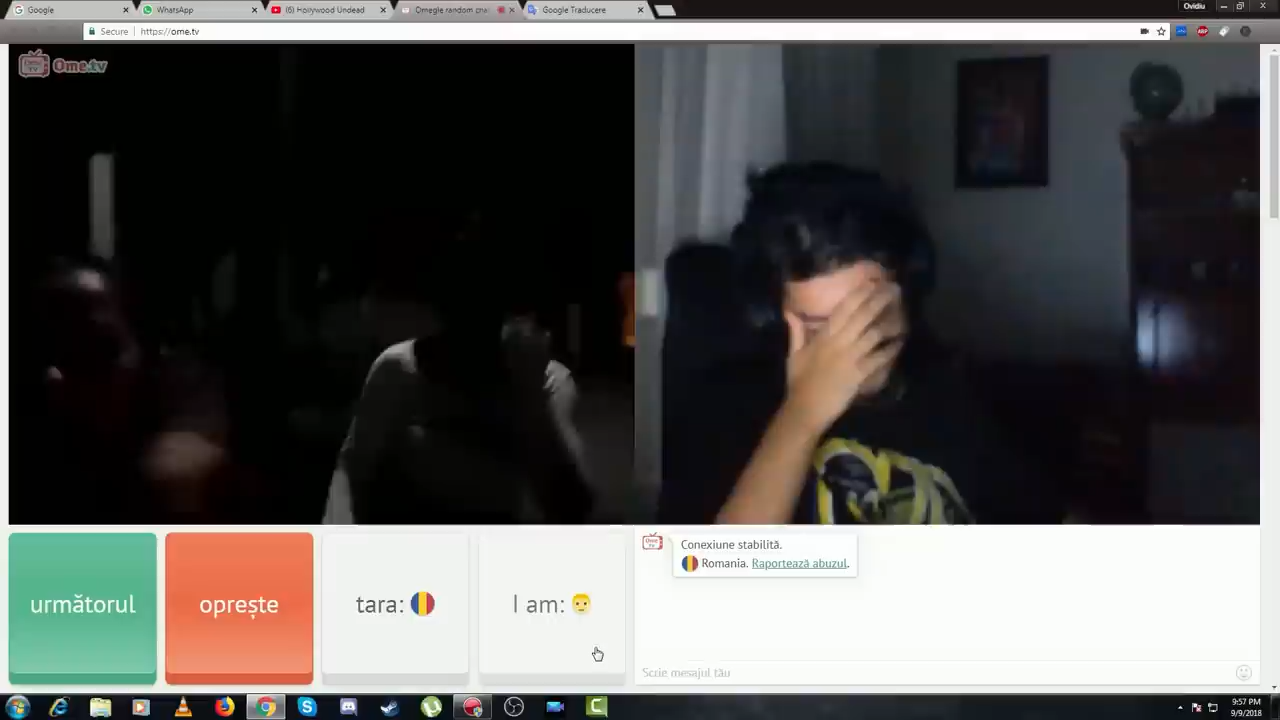 Google
WhatsApp
(6) Hollywood Undead
Omegle random
Google Traducere
Ovidiu
Secure
https://ome.tv
ABP
Ome.tv
Conexiune stabilită.
Romania. Raportează abuzul.
următorul
oprește
tara:
I am:
Scrie mesajul tău
9:57 PM
9/9/2018